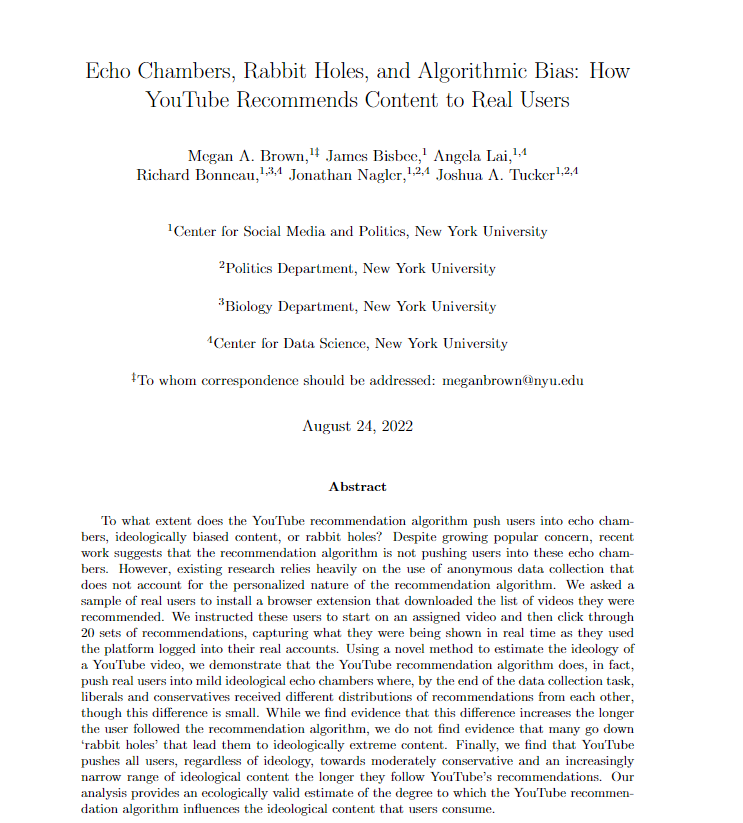 Echo Chambers, Rabbit Holes, and Algorithmic Bias: How
YouTube Recommends Content to Real Users
Megan A. Brown,1‡ James Bisbee,1 Angela Lai,1,4
Richard Bonneau,1,3,4 Jonathan Nagler,1,2,4 Joshua A. Tucker1,2,4
1Center for Social Media and Politics, New York University
2Politics Department, New York University
3Biology Department, New York University
4Center for Data Science, New York University
‡To whom correspondence should be addressed: meganbrown@nyu.edu
August 24, 2022
Abstract
To what extent does the YouTube recommendation algorithm push users into echo cham-
bers, ideologically biased content, or rabbit holes? Despite growing popular concern, recent
work suggests that the recommendation algorithm is not pushing users into these echo cham-
bers. However, existing research relies heavily on the use of anonymous data collection that
does not account for the personalized nature of the recommendation algorithm. We asked a
sample of real users to install a browser extension that downloaded the list of videos they were
recommended. We instructed these users to start on an assigned video and then click through
20 sets of recommendations, capturing what they were being shown in real time as they used
the platform logged into their real accounts. Using a novel method to estimate the ideology of
a YouTube video, we demonstrate that the YouTube recommendation algorithm does, in fact,
push real users into mild ideological echo chambers where, by the end of the data collection task,
liberals and conservatives received different distributions of recommendations from each other,
though this difference is small. While we find evidence that this difference increases the longer
the user followed the recommendation algorithm, we do not find evidence that many go down
‘rabbit holes’ that lead them to ideologically extreme content. Finally, we find that YouTube
pushes all users, regardless of ideology, towards moderately conservative and an increasingly
narrow range of ideological content the longer they follow YouTube's recommendations. Our
analysis provides an ecologically valid estimate of the degree to which the YouTube recommen-
dation algorithm influences the ideological content that users consume.